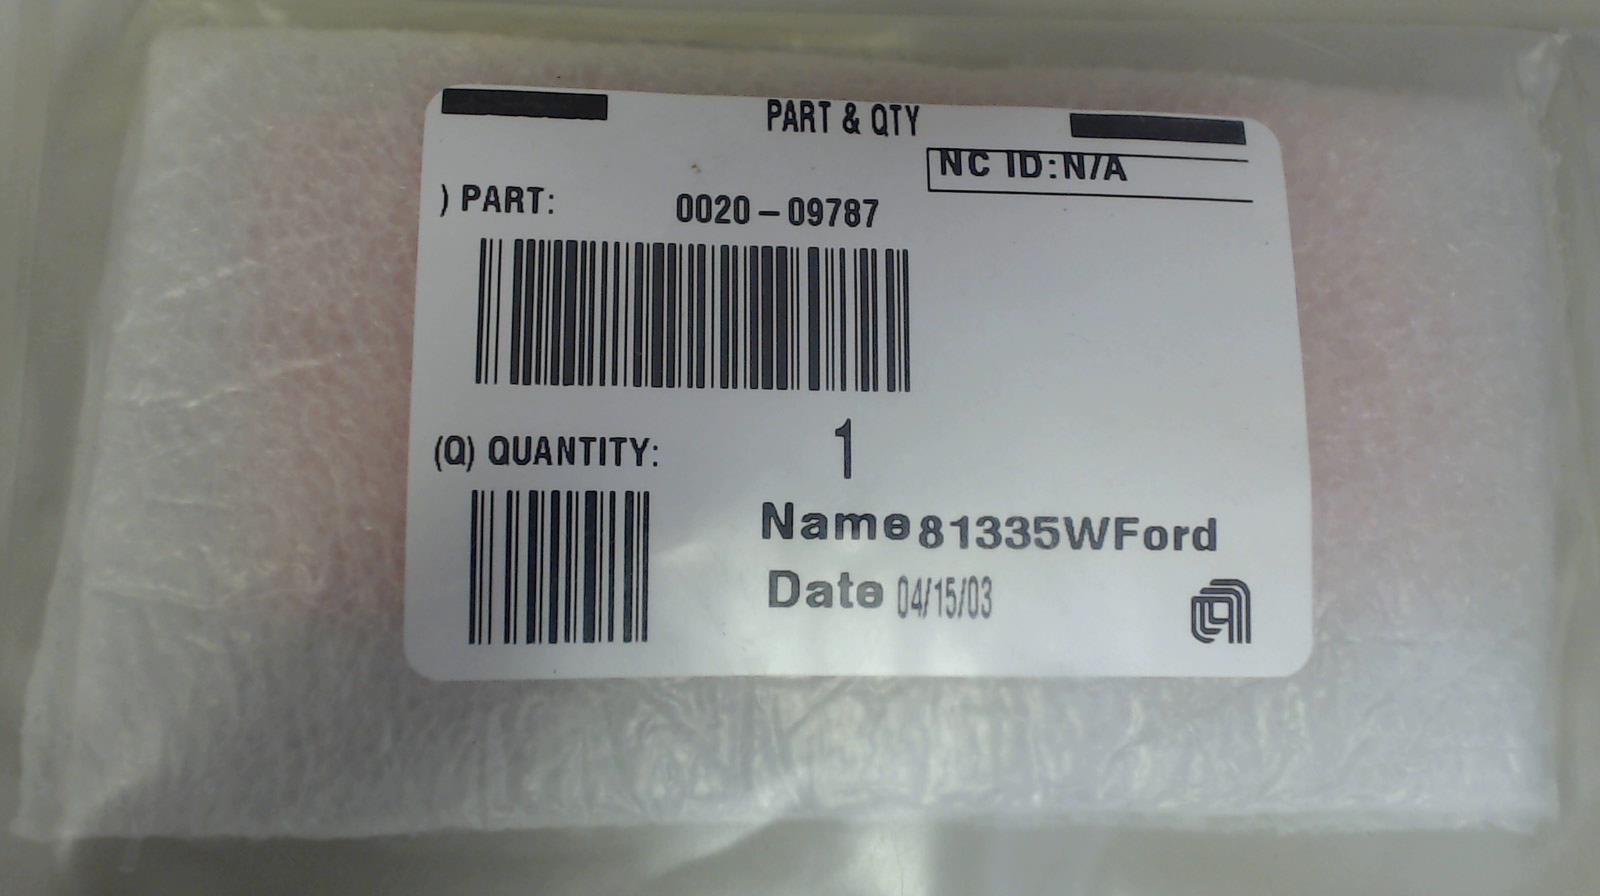 PART & QTY
NC ID:N/A
) PART: 0020-09787
(Q) QUANTITY: 1
Name 81335WFord
Date 04/15/03